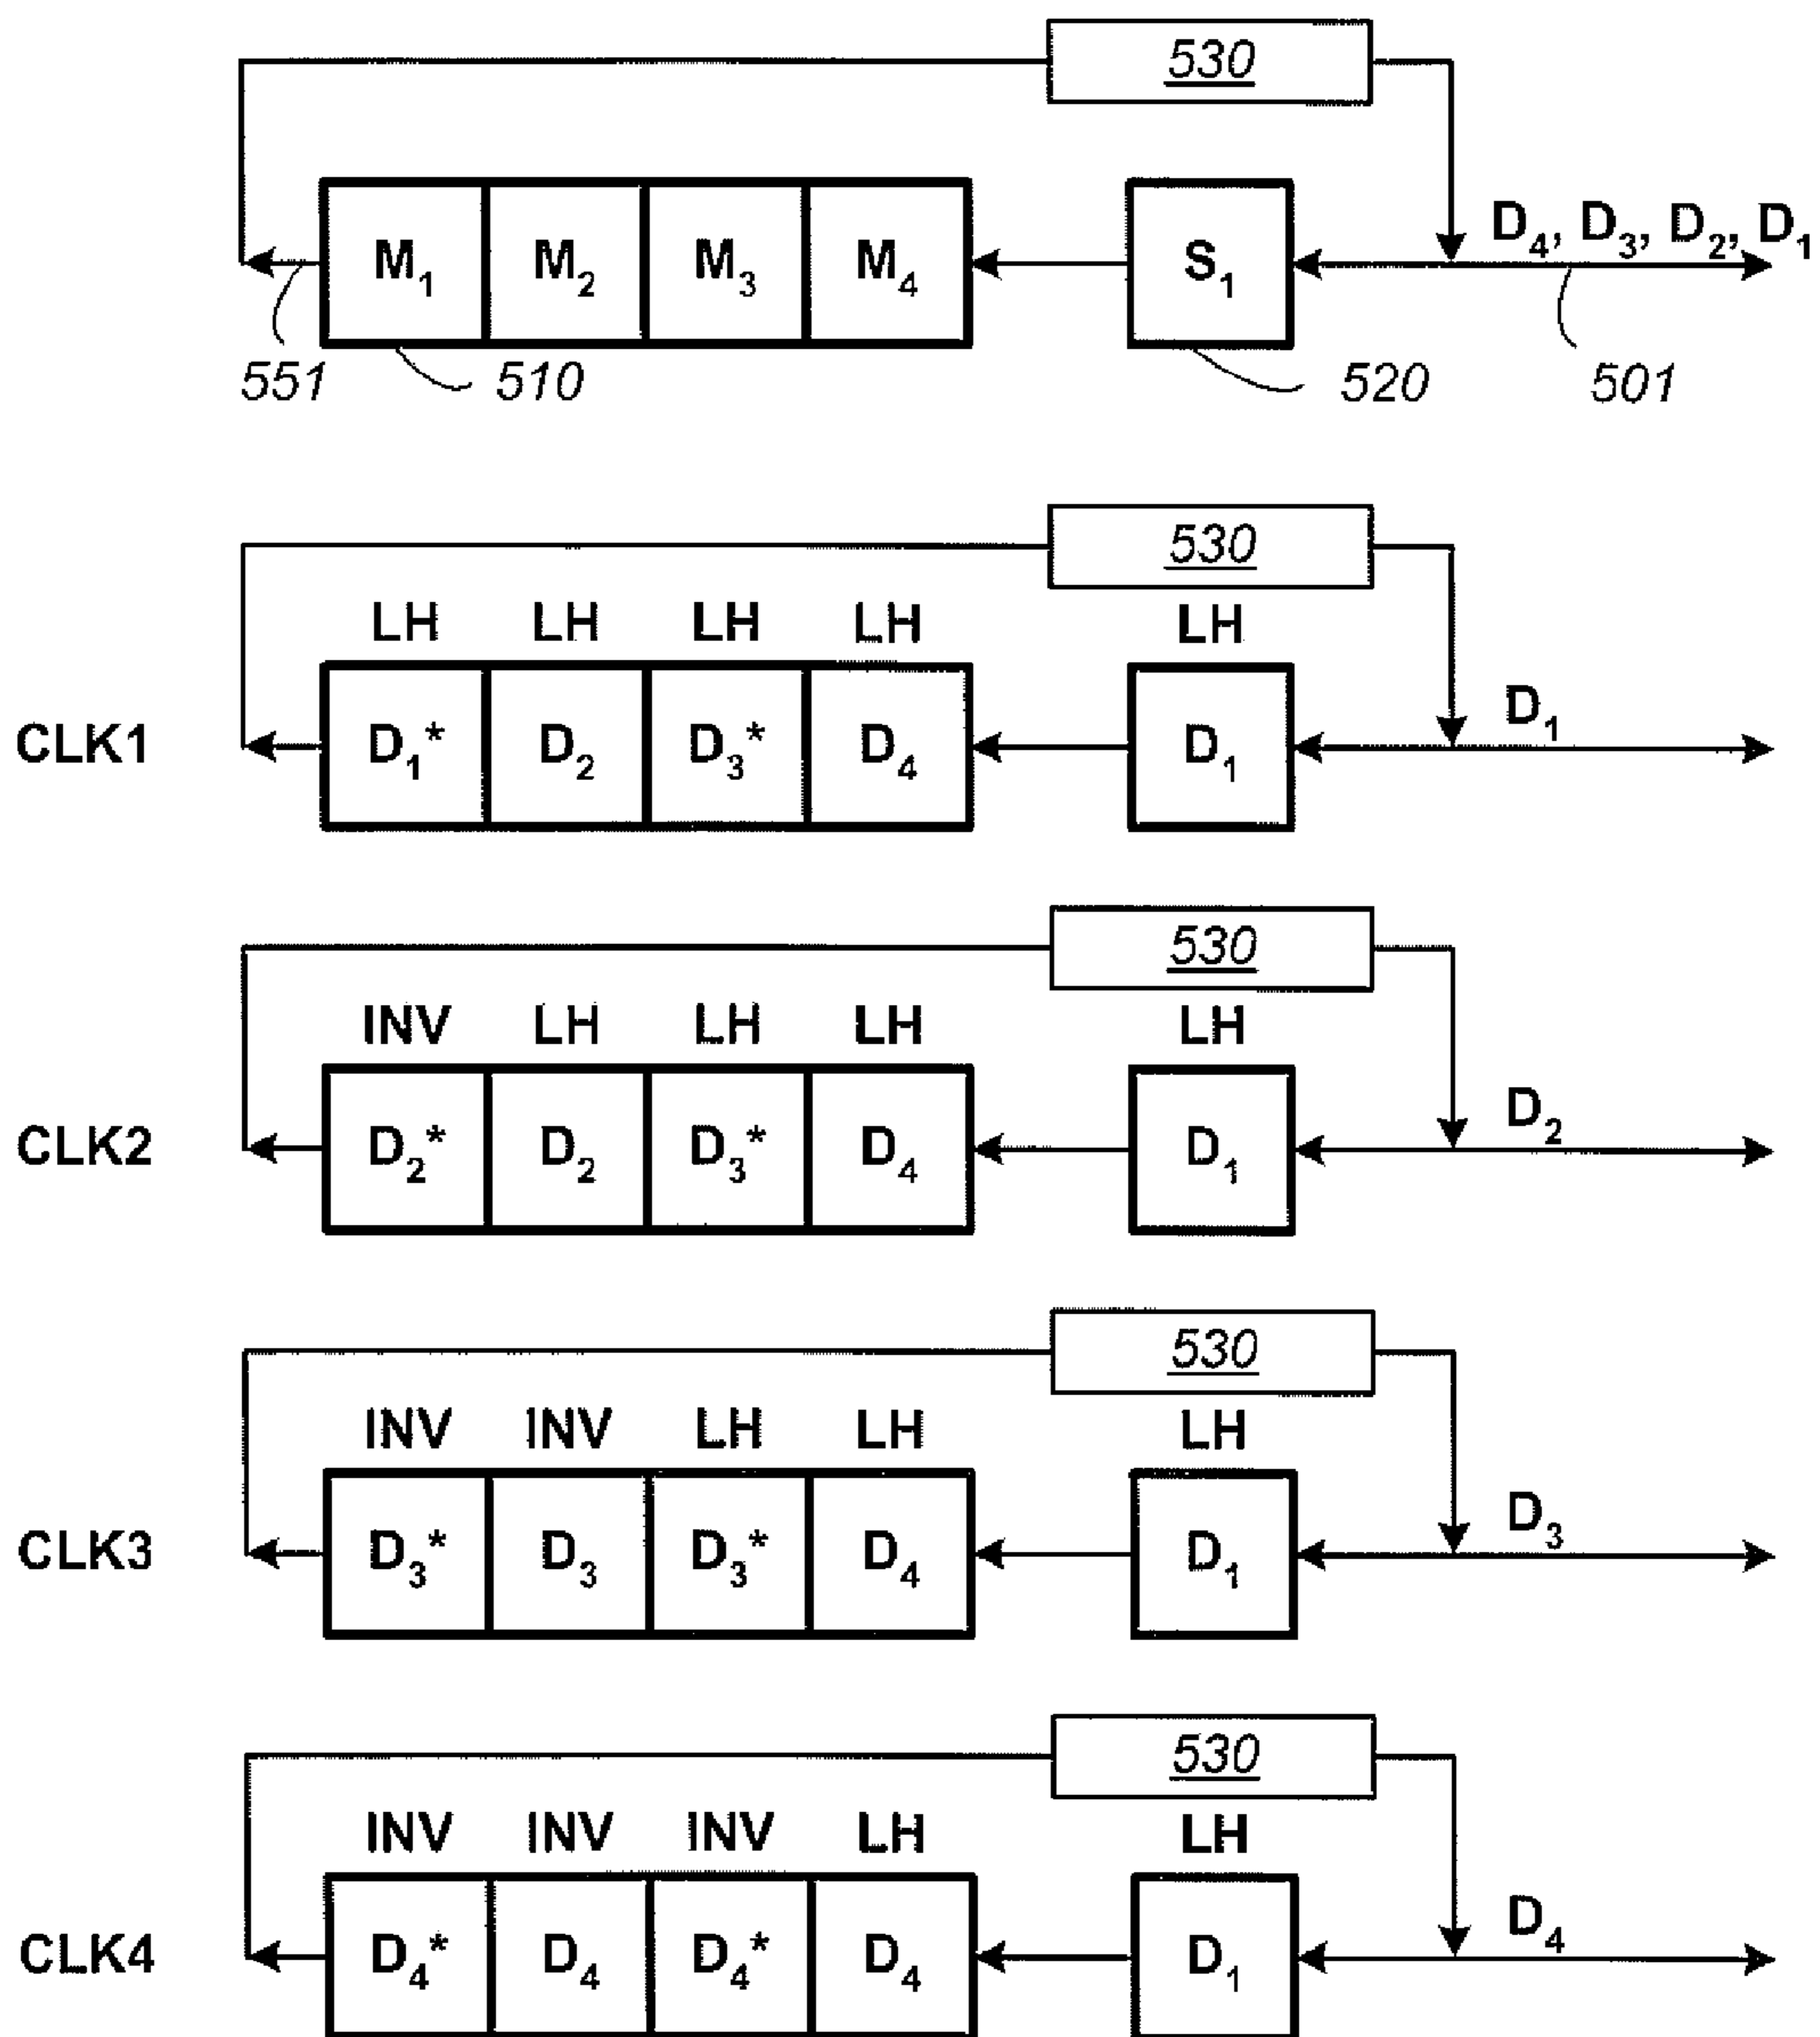 530
M₁ M₂ M₃ M₄ S₁ D₄, D₃, D₂, D₁
551 510 520 501
530
LH LH LH LH LH
CLK1 D₁* D₂ D₃* D₄ D₁ D₁
530
INV LH LH LH LH
CLK2 D₂* D₂ D₃* D₄ D₁ D₂
530
INV INV LH LH LH
CLK3 D₃* D₃ D₃* D₄ D₁ D₃
530
INV INV INV LH LH
CLK4 D₄* D₄ D₄* D₄ D₁ D₄